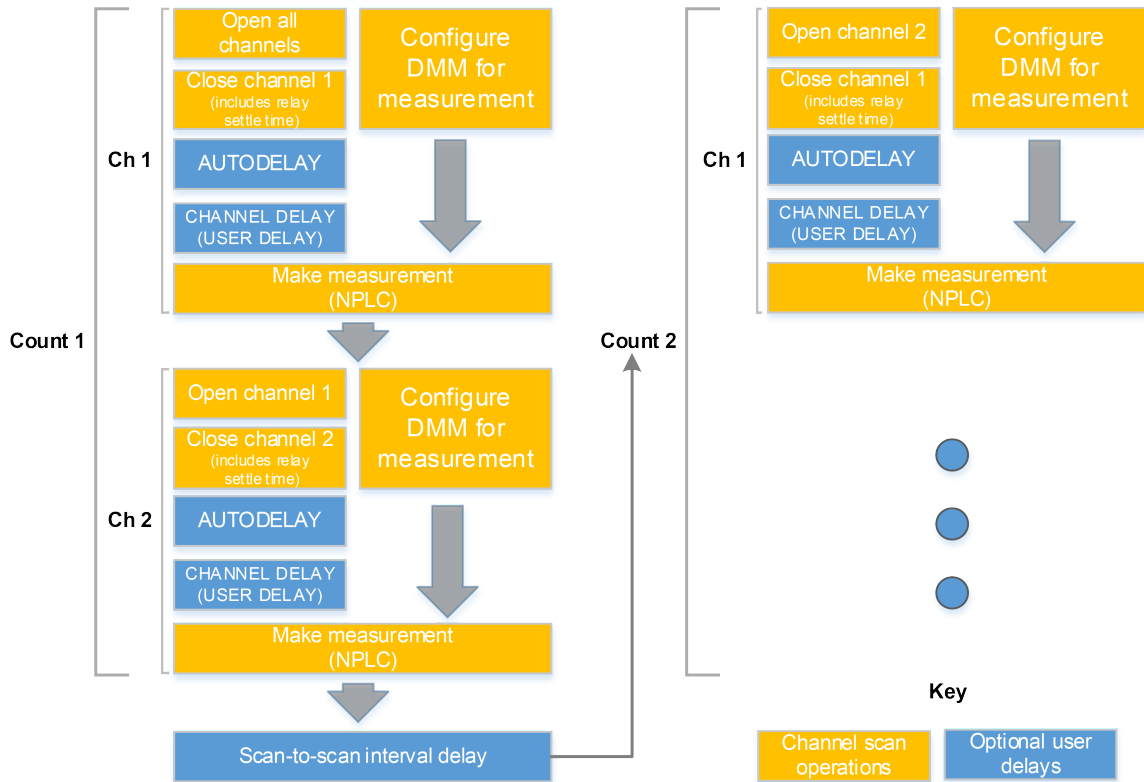 Count 1
Ch 1
Open all
channels
Close channel 1
(includes relay
settle time)
AUTODELAY
CHANNEL DELAY
(USER DELAY)
Configure
DMM for
measurement
Make measurement
(NPLC)
Ch 2
Open channel 1
Close channel 2
(includes relay
settle time)
AUTODELAY
CHANNEL DELAY
(USER DELAY)
Configure
DMM for
measurement
Make measurement
(NPLC)
Scan-to-scan interval delay
Count 2
Ch 1
Open channel 2
Close channel 1
(includes relay
settle time)
AUTODELAY
CHANNEL DELAY
(USER DELAY)
Configure
DMM for
measurement
Make measurement
(NPLC)
Key
Channel scan
operations
Optional user
delays